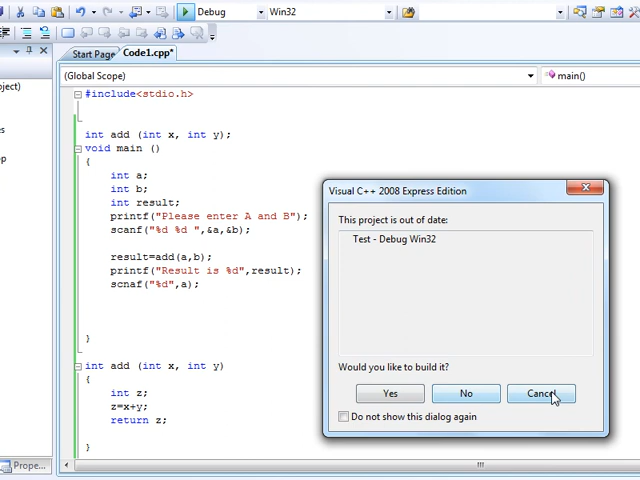 Debug
Win32
Start Page
Code1.cpp*
(Global Scope)
main()
ject)
es
pp
#include<stdio.h>
int add (int x, int y);
void main ()
{
int a;
int b;
int result;
printf("Please enter A and B");
scanf("%d %d ",&a,&b);
result=add(a,b);
printf("Result is %d",result);
scnaf("%d",a);
}
int add (int x, int y)
{
int z;
z=x+y;
return z;
}
Visual C++ 2008 Express Edition
This project is out of date:
Test - Debug Win32
Would you like to build it?
Yes
No
Cancel
Do not show this dialog again
Prope...